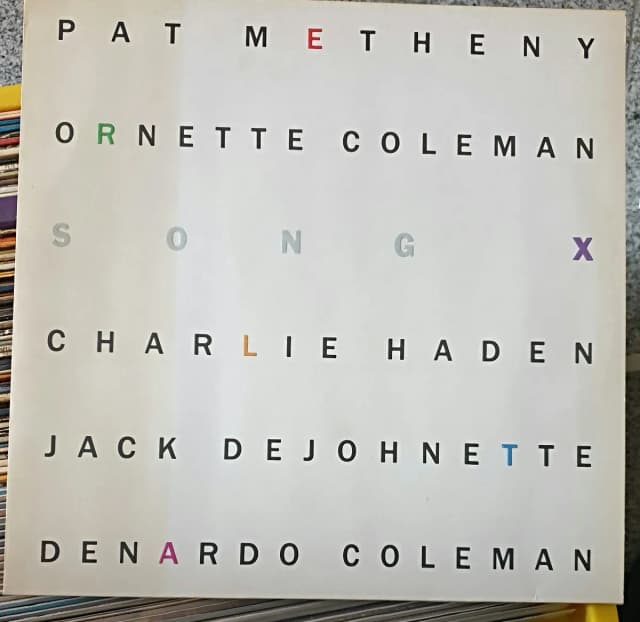 PAT METHENY
ORNETTE COLEMAN
SONG X
CHARLIE HADEN
JACK DEJOHNETTE
DENARDO COLEMAN